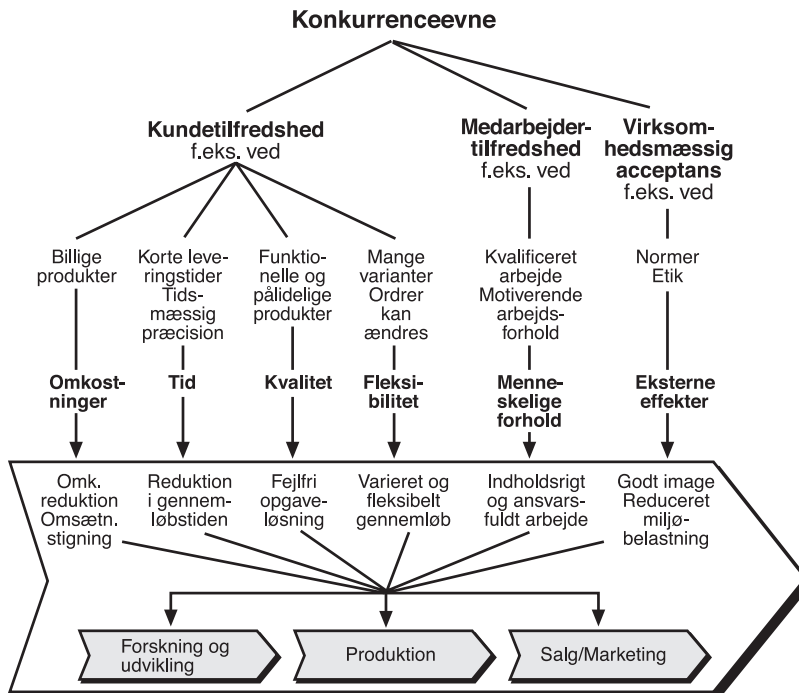 Konkurrenceevne
Kundetilfredshed
f.eks. ved
Medarbejder-
tilfredshed
f.eks. ved
Virksom-
hedsmæssig
acceptans
f.eks. ved
Billige
produkter
Korte leve-
ringstider
Tids-
mæssig
præcision
Funktio-
nelle og
pålidelige
produkter
Mange
varianter
Ordrer
kan
ændres
Kvalificeret
arbejde
Motiverende
arbejds-
forhold
Normer
Etik
Omkost-
ninger
Tid
Kvalitet
Fleksi-
bilitet
Menne-
skelige
forhold
Eksterne
effekter
Omk.
reduktion
Omsætn.
stigning
Reduktion
i gennem-
løbstiden
Fejlfri
opgave-
løsning
Varieret og
fleksibelt
gennemløb
Indholdsrigt
og ansvars-
fuldt arbejde
Godt image
Reduceret
miljø-
belastning
Forskning og
udvikling
Produktion
Salg/Marketing